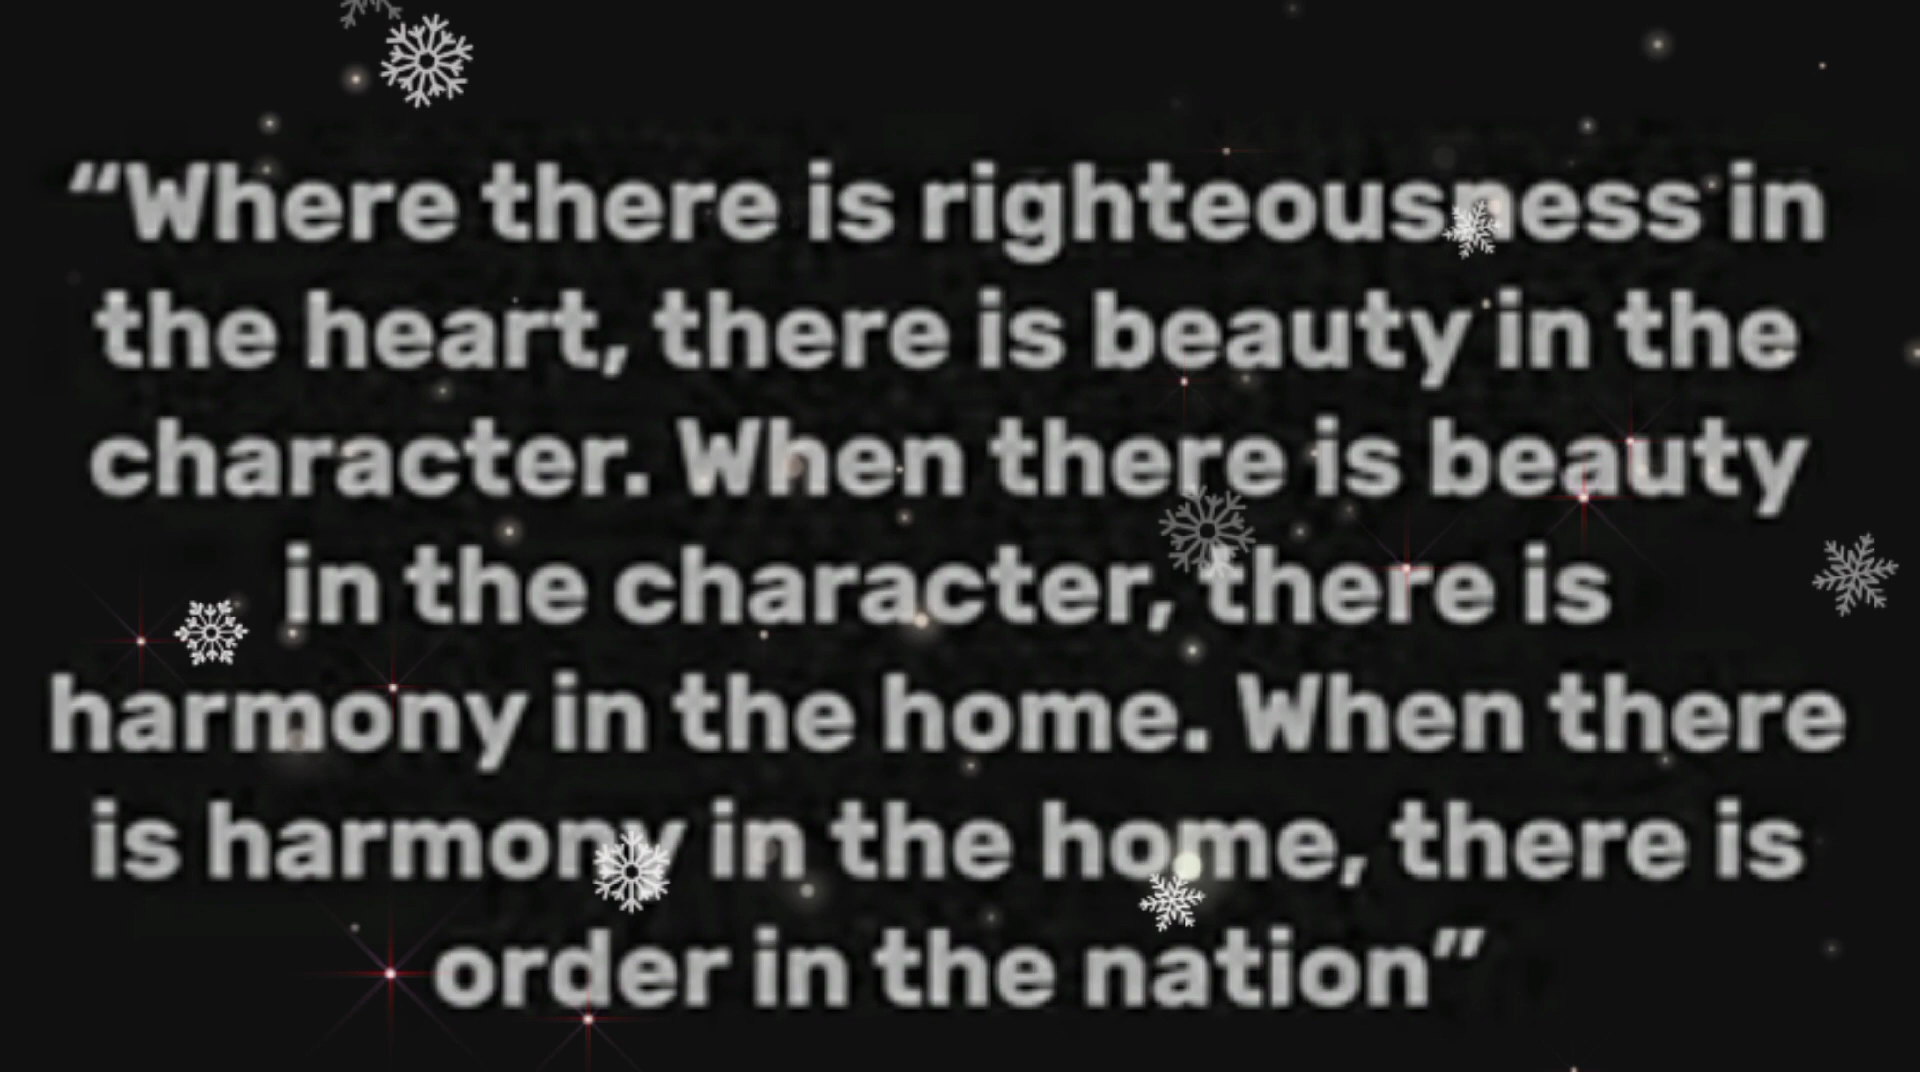 “Where there is righteousness in
the heart, there is beauty in the
character. When there is beauty
in the character, there is
harmony in the home. When there
is harmony in the home, there is
order in the nation”